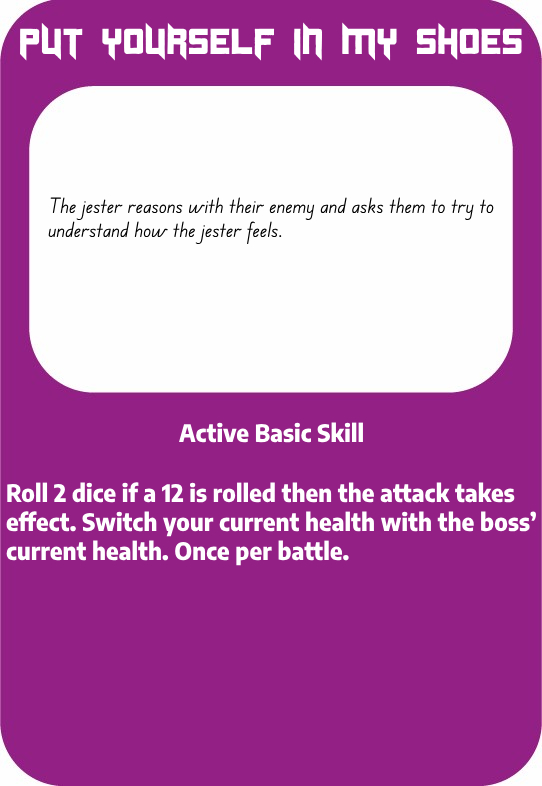 PUT YOURSELF IN MY SHOES
The jester reasons with their enemy and asks them to try to
understand how the jester feels.
Active Basic Skill
Roll 2 dice if a 12 is rolled then the attack takes
effect. Switch your current health with the boss’
current health. Once per battle.